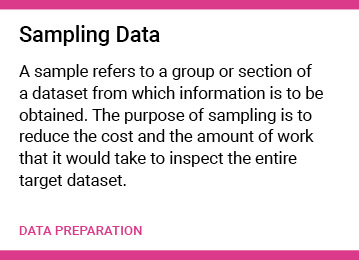 Sampling Data
A sample refers to a group or section of
a dataset from which information is to be
obtained. The purpose of sampling is to
reduce the cost and the amount of work
that it would take to inspect the entire
target dataset.
DATA PREPARATION